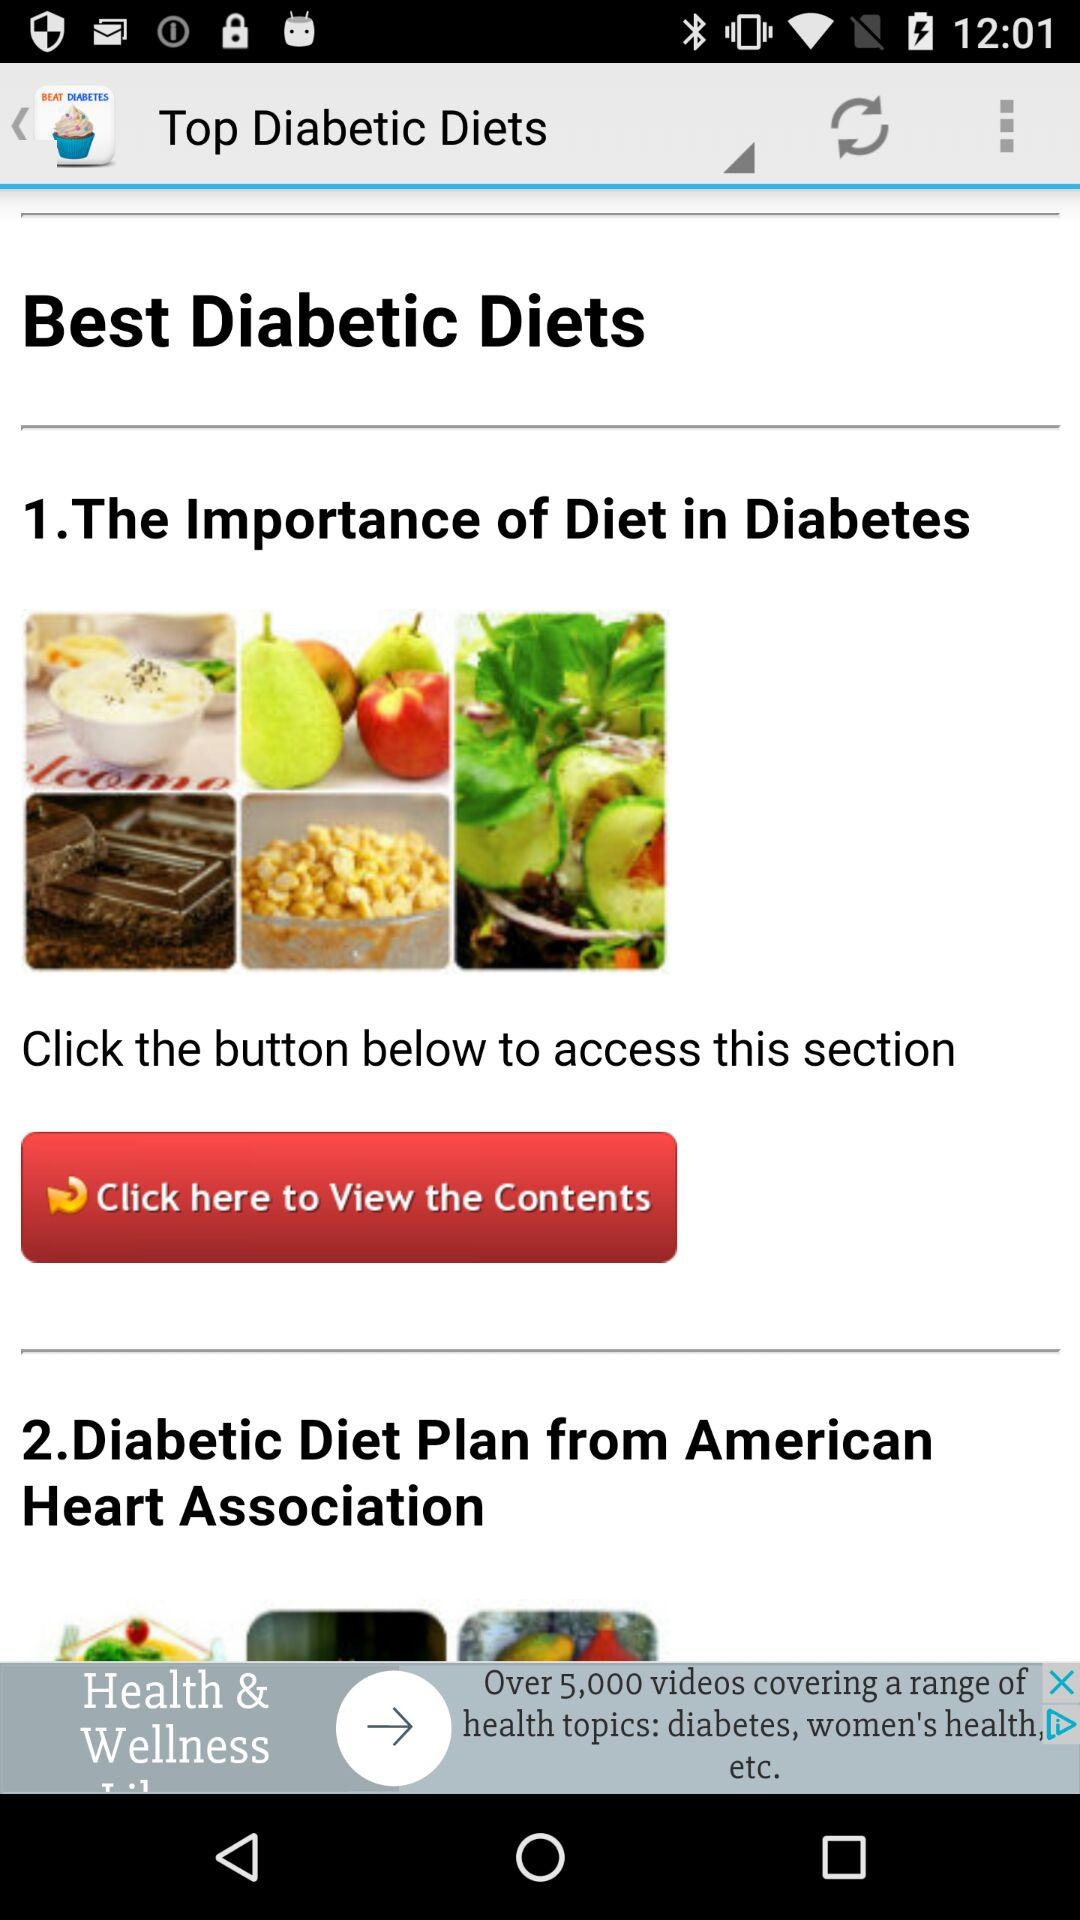 12:01
BEAT DIABETES
Top Diabetic Diets
Best Diabetic Diets
1.The Importance of Diet in Diabetes
elcome
Click the button below to access this section
Click here to View the Contents
2.Diabetic Diet Plan from American
Heart Association
Health &
Wellness
Over 5,000 videos covering a range of
health topics: diabetes, women's health,
etc.